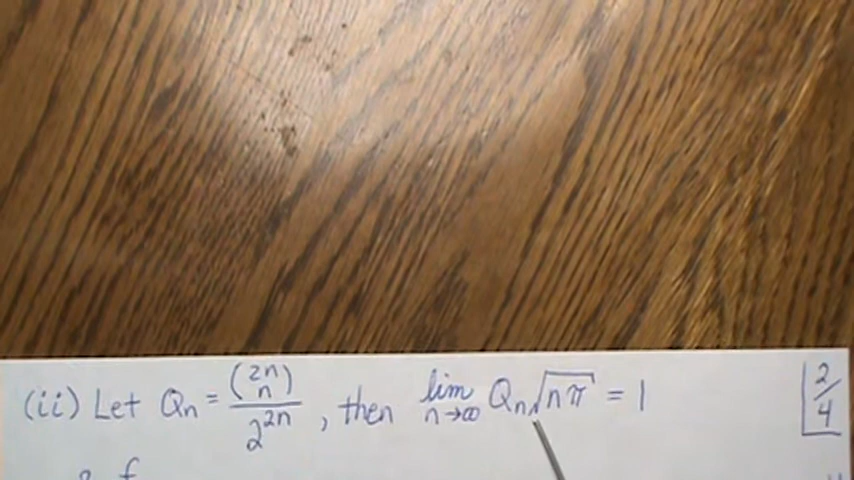 (ii) Let Qn = (2n n) / 2^2n , then lim n→∞ Qn √nπ = 1
2/4